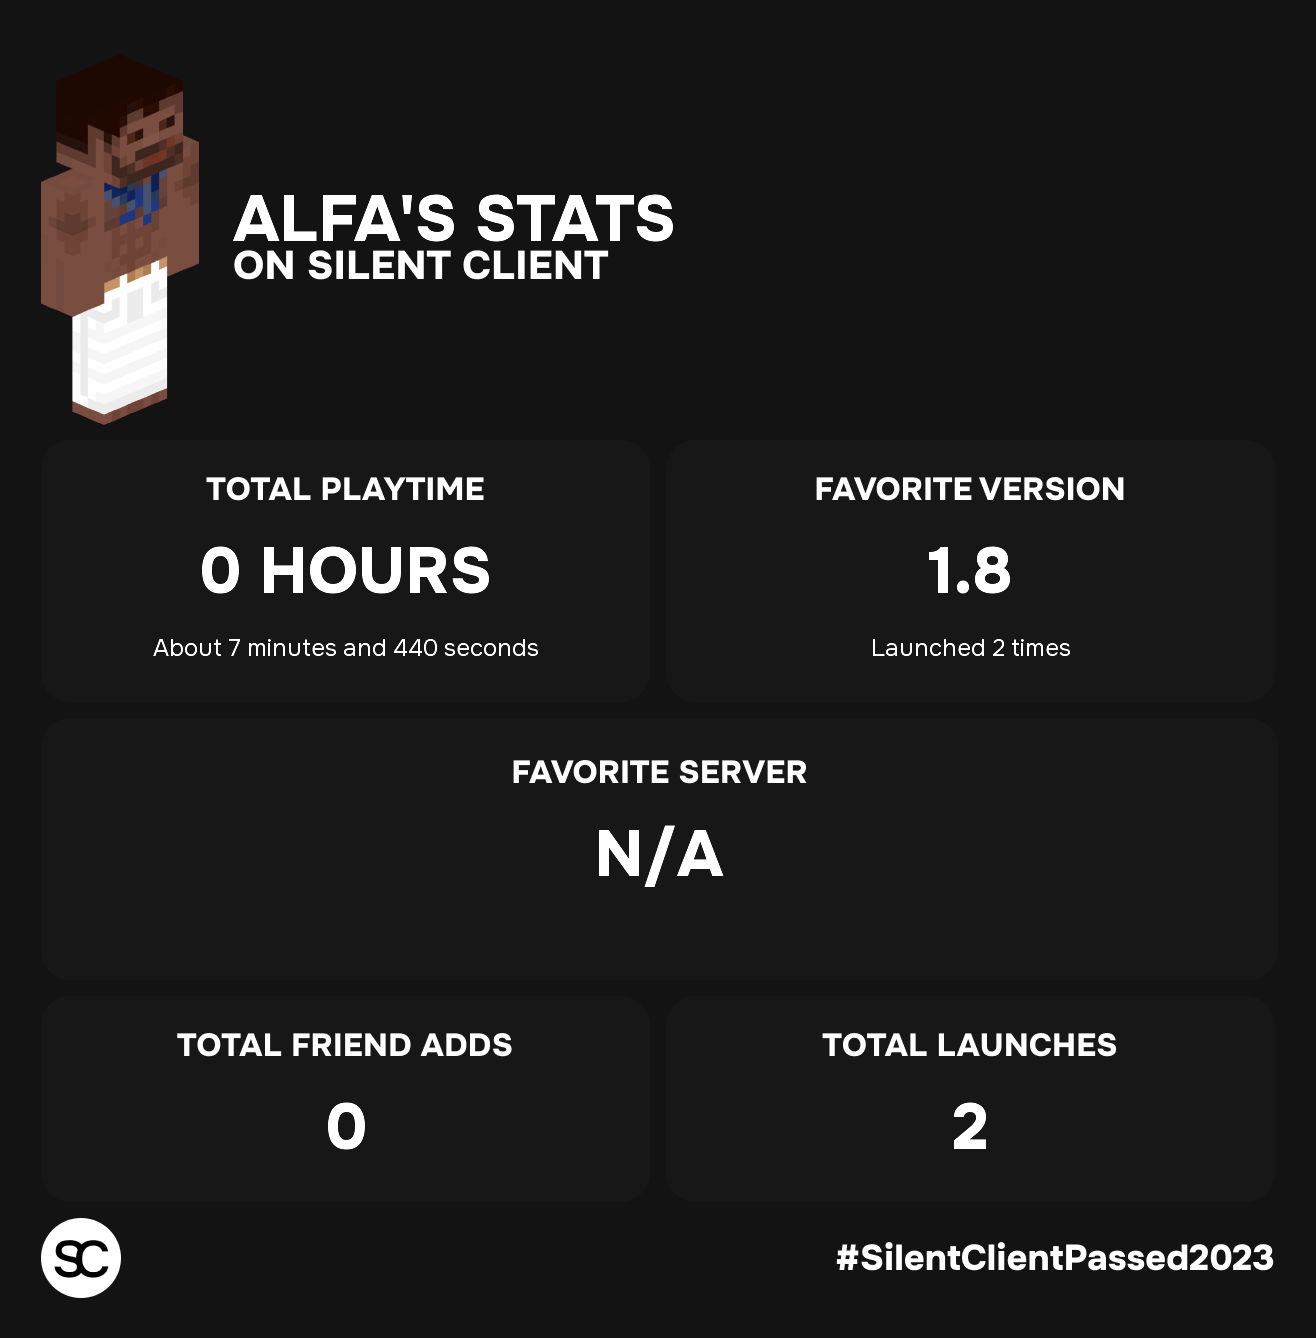 ALFA'S STATS
ON SILENT CLIENT
TOTAL PLAYTIME
0 HOURS
About 7 minutes and 440 seconds
FAVORITE VERSION
1.8
Launched 2 times
FAVORITE SERVER
N/A
TOTAL FRIEND ADDS
0
TOTAL LAUNCHES
2
SC
#SilentClientPassed2023